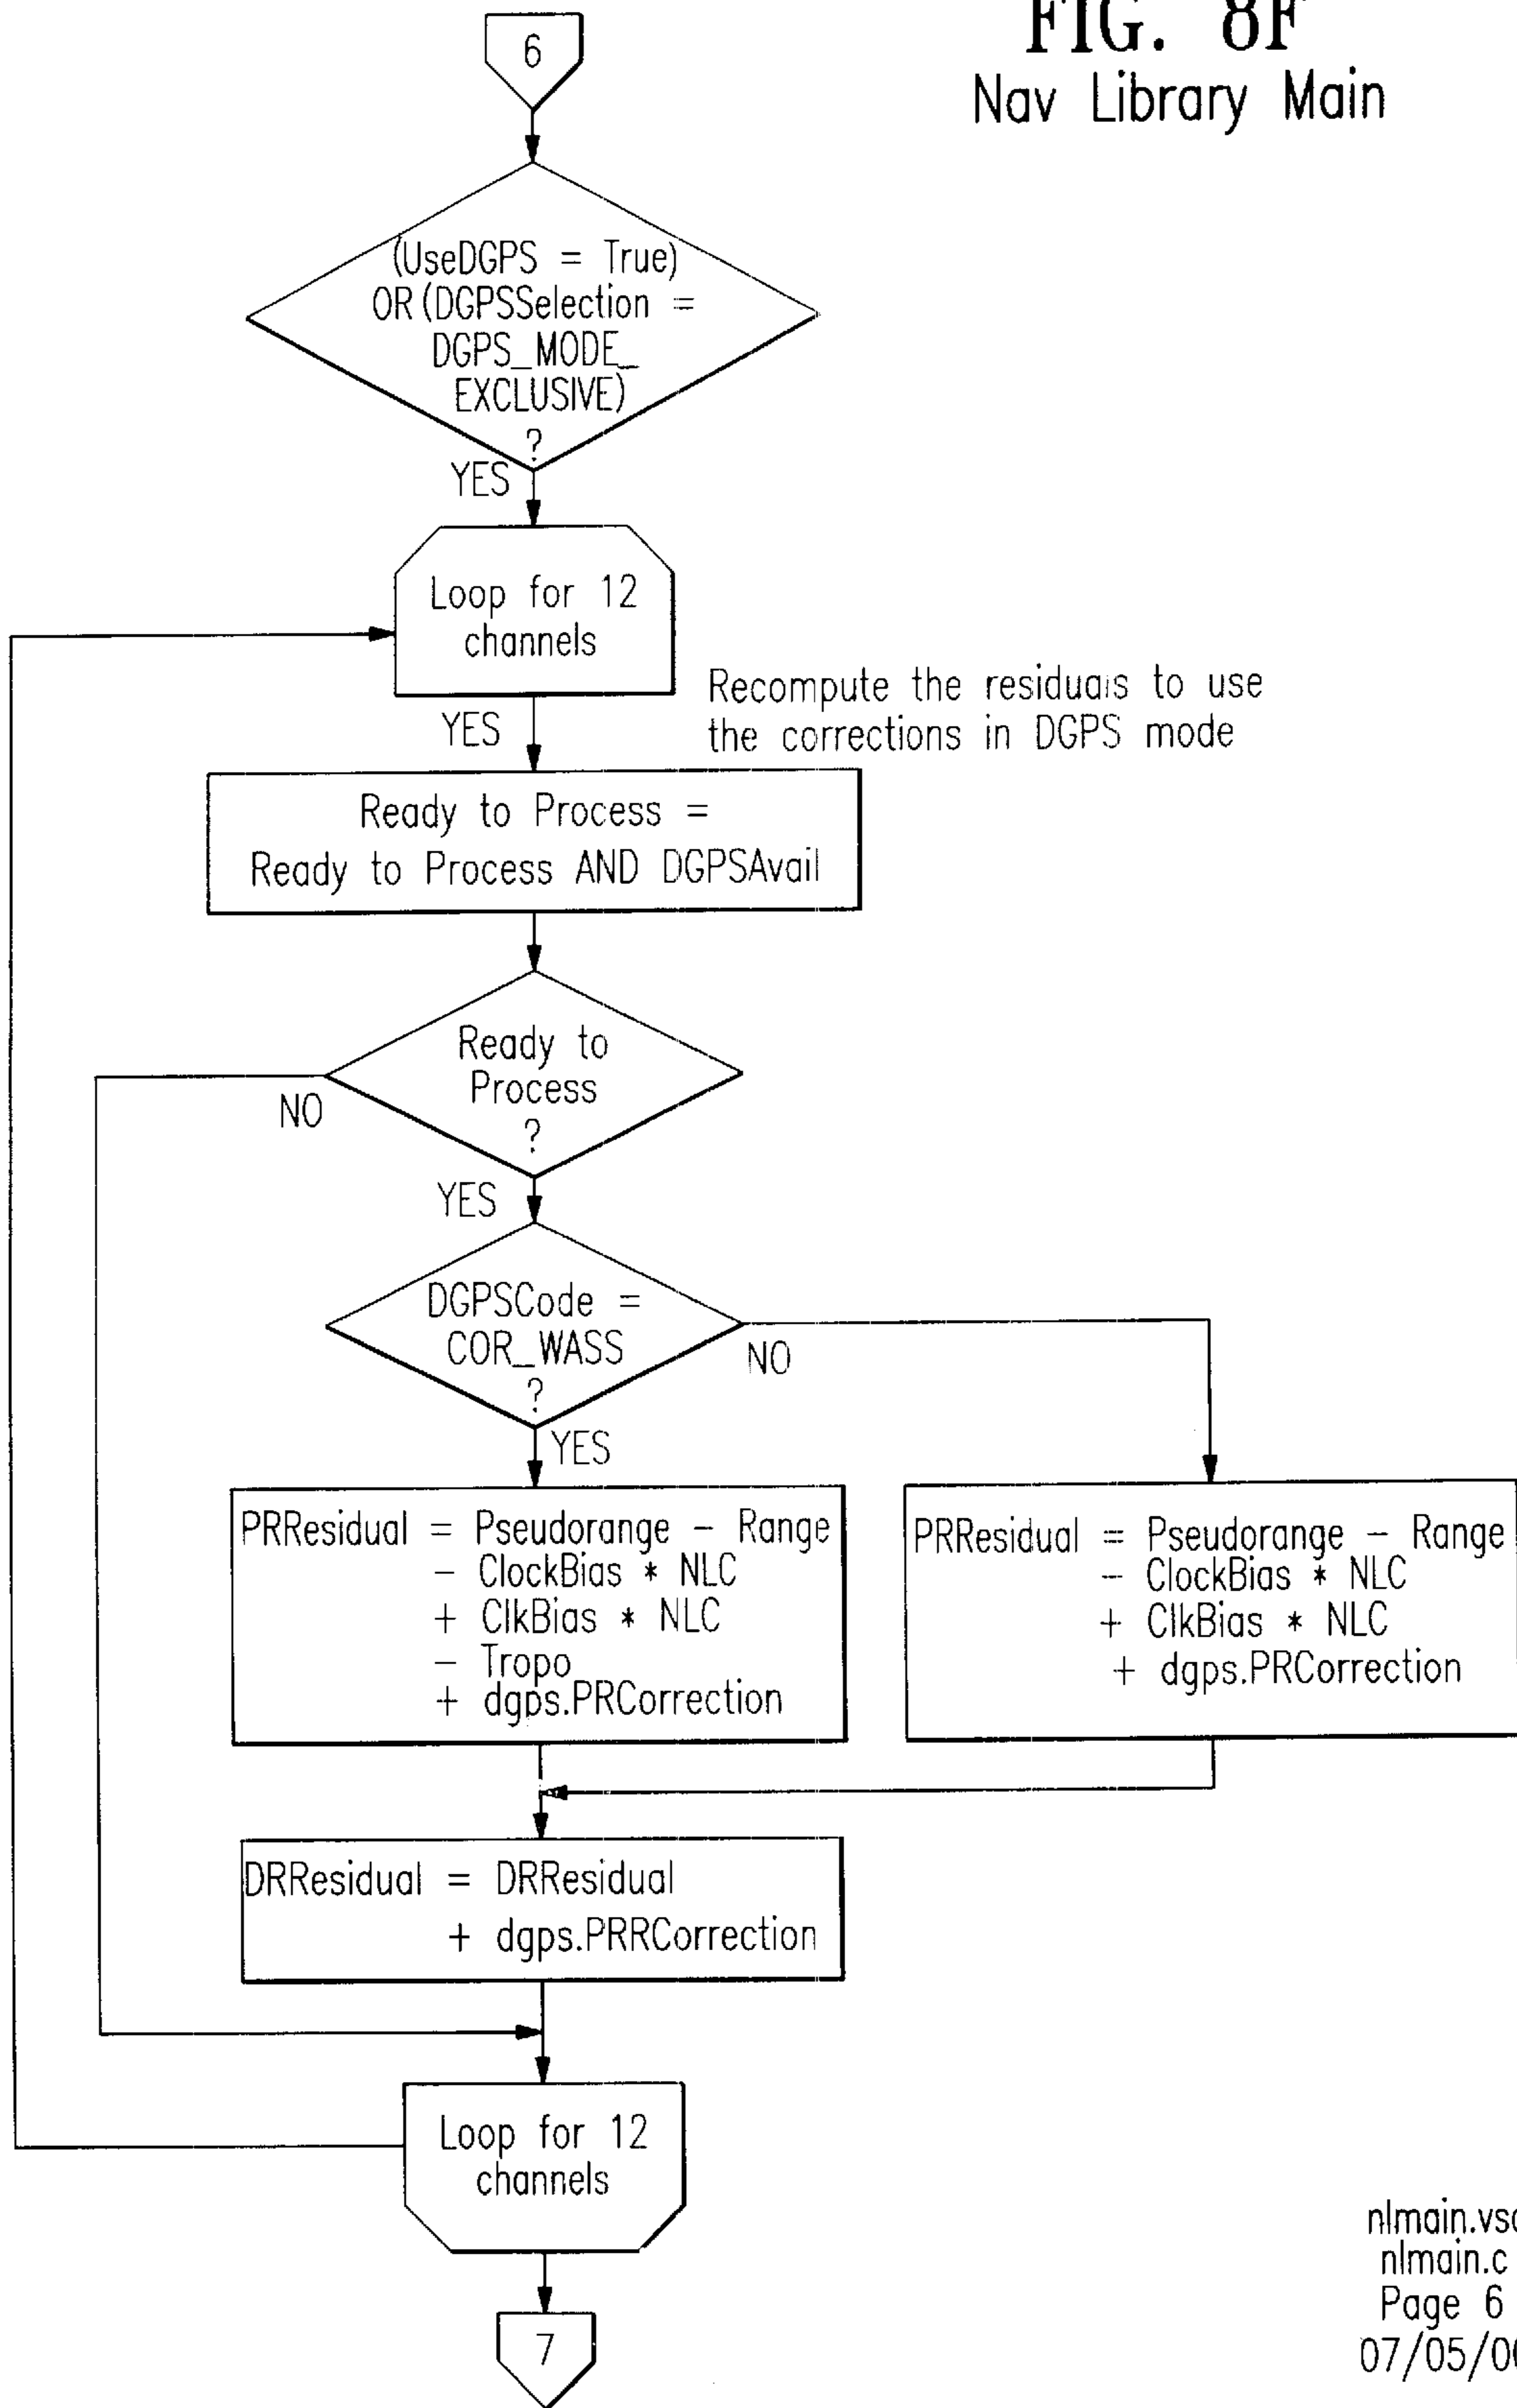 FIG. 8F
Nav Library Main
6
(UseDGPS = True)
OR (DGPSSelection =
DGPS_MODE_
EXCLUSIVE)
?
YES
Loop for 12
channels
YES
Recompute the residuals to use
the corrections in DGPS mode
Ready to Process =
Ready to Process AND DGPSAvail
Ready to
Process
?
NO
YES
DGPSCode =
COR_WASS
?
NO
YES
PRResidual = Pseudorange - Range
- ClockBias * NLC
+ ClkBias * NLC
- Tropo
+ dgps.PRCorrection
PRResidual = Pseudorange - Range
- ClockBias * NLC
+ ClkBias * NLC
+ dgps.PRCorrection
DRResidual = DRResidual
+ dgps.PRRCorrection
Loop for 12
channels
7
nlmain.c
Page 6